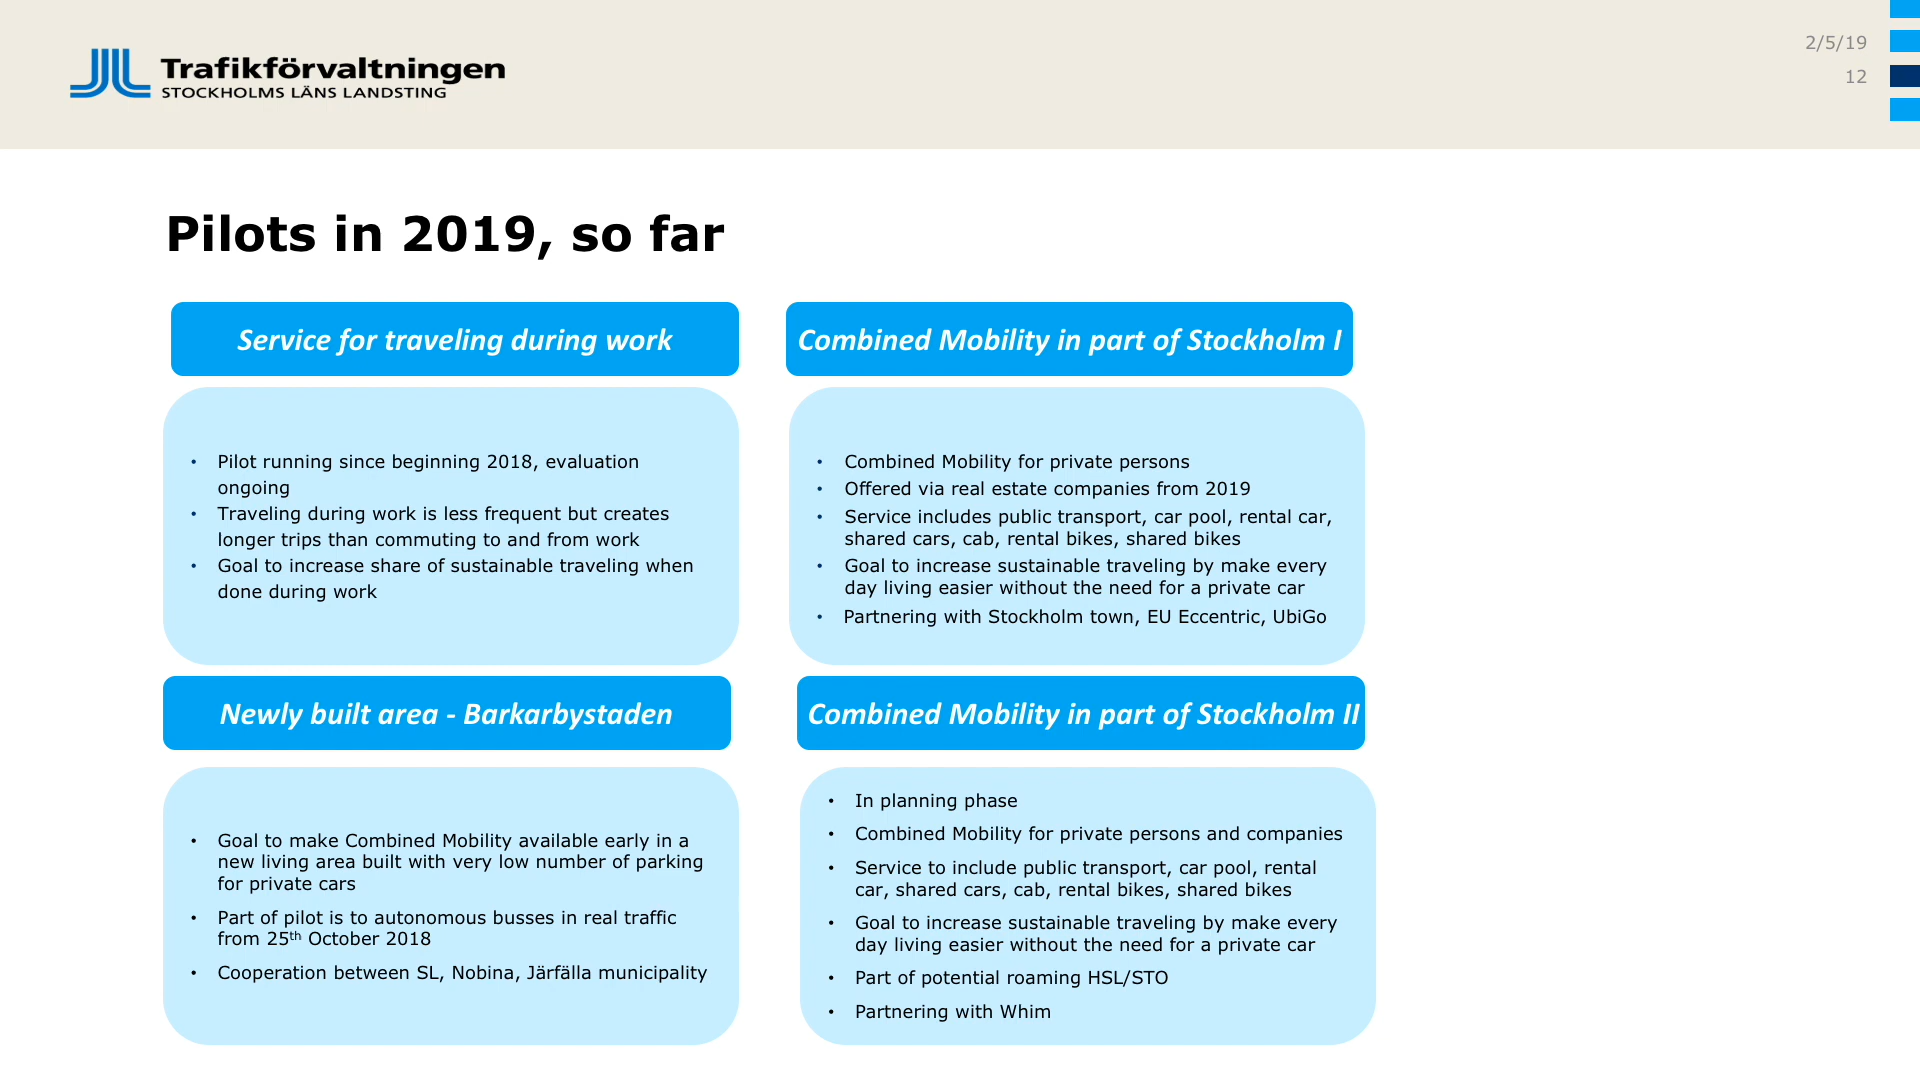 Trafikförvaltningen
STOCKHOLMS LÄNS LANDSTING
2/5/19
12
Pilots in 2019, so far
Service for traveling during work
• Pilot running since beginning 2018, evaluation
ongoing
• Traveling during work is less frequent but creates
longer trips than commuting to and from work
• Goal to increase share of sustainable traveling when
done during work
Combined Mobility in part of Stockholm I
• Combined Mobility for private persons
• Offered via real estate companies from 2019
• Service includes public transport, car pool, rental car,
shared cars, cab, rental bikes, shared bikes
• Goal to increase sustainable traveling by make every
day living easier without the need for a private car
• Partnering with Stockholm town, EU Eccentric, UbiGo
Newly built area - Barkarbystaden
• Goal to make Combined Mobility available early in a
new living area built with very low number of parking
for private cars
• Part of pilot is to autonomous busses in real traffic
from 25th October 2018
• Cooperation between SL, Nobina, Järfälla municipality
Combined Mobility in part of Stockholm II
• In planning phase
• Combined Mobility for private persons and companies
• Service to include public transport, car pool, rental
car, shared cars, cab, rental bikes, shared bikes
• Goal to increase sustainable traveling by make every
day living easier without the need for a private car
• Part of potential roaming HSL/STO
• Partnering with Whim